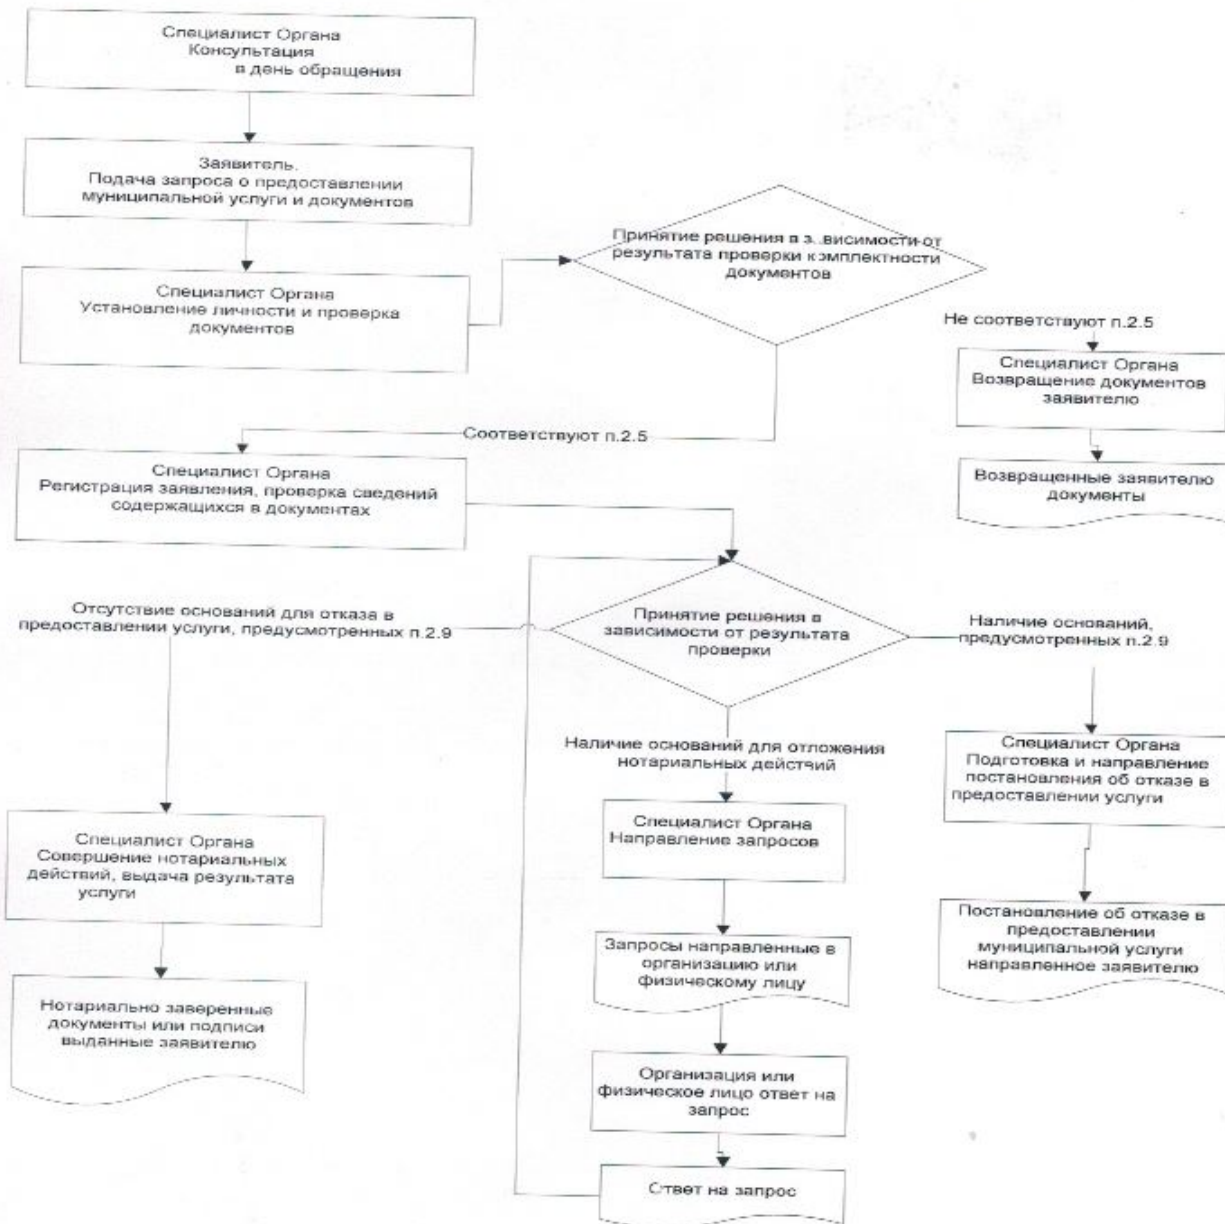 Специалист Органа
Консультация
в день обращения
Заявитель.
Подача запроса о предоставлении
муниципальной услуги и документов
Специалист Органа
Установление личности и проверка
документов
Принятие решения в з..висимости от
результата проверки комплектности
документов
Не соответствуют п.2.5
Специалист Органа
Возвращение документов
заявителю
Возвращенные заявителю
документы
Соответствуют п.2.5
Специалист Органа
Регистрация заявления, проверка сведений
содержащихся в документах
Принятие решения в
зависимости от результата
проверки
Отсутствие оснований для отказа в
предоставлении услуги, предусмотренных п.2.9
Наличие оснований,
предусмотренных п.2.9
Наличие оснований для отложения
нотариальных действий
Специалист Органа
Совершение нотариальных
действий, выдача результата
услуги
Нотариально заверенные
документы или подписи
выданные заявителю
Специалист Органа
Направление запросов
Запросы направленные в
организацию или
физическому лицу
Организация или
физическое лицо ответ на
запрос
Ответ на запрос
Специалист Органа
Подготовка и направление
постановления об отказе в
предоставлении услуги
Постановление об отказе в
предоставлении
муниципальной услуги
направленное заявителю